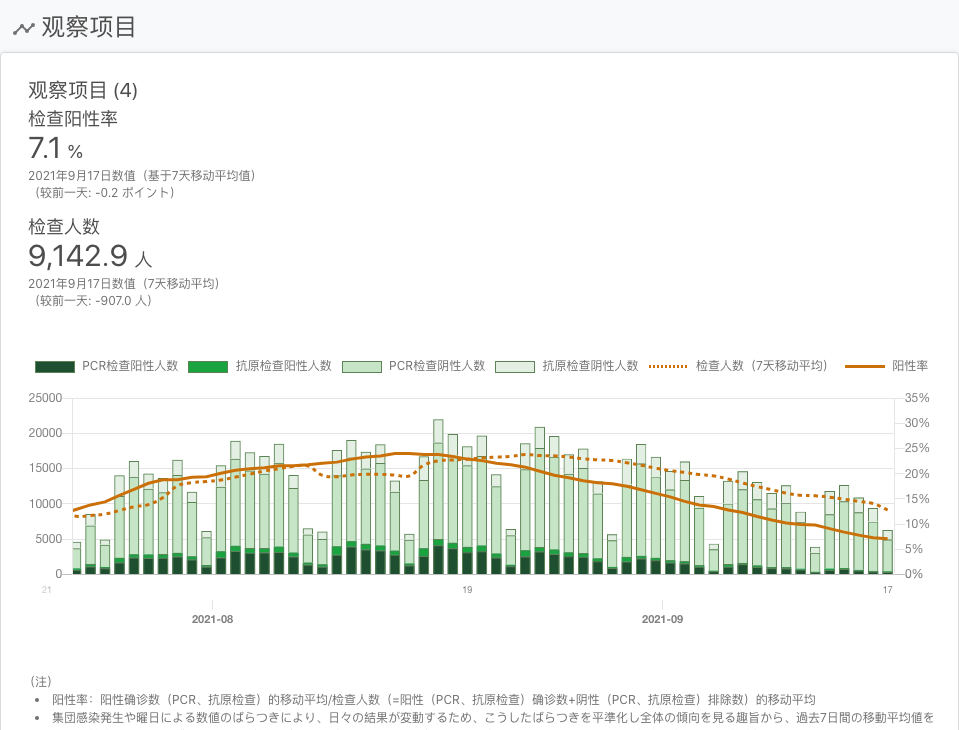 观察项目
观察项目 (4)
检查阳性率
7.1 %
2021年9月17日数值（基于7天移动平均值）
（较前一天: -0.2 ポイント）
检查人数
9,142.9 人
2021年9月17日数值（7天移动平均）
（较前一天: -907.0 人）
PCR检查阳性人数 抗原检查阳性人数 PCR检查阴性人数 抗原检查阴性人数 检查人数（7天移动平均） 阳性率
25000 35%
30%
20000
25%
15000 20%
15%
10000
10%
5000
5%
0 0%
21 19 17
2021-08 2021-09
（注）
• 阳性率：阳性确诊数（PCR、抗原检查）的移动平均/检查人数（=阳性（PCR、抗原检查）确诊数+阴性（PCR、抗原检查）排除数）的移动平均
• 集団感染発生や曜日による数値のばらつきにより、日々の結果が変動するため、こうしたばらつきを平準化し全体の傾向を見る趣旨から、過去7日間の移動平均値を